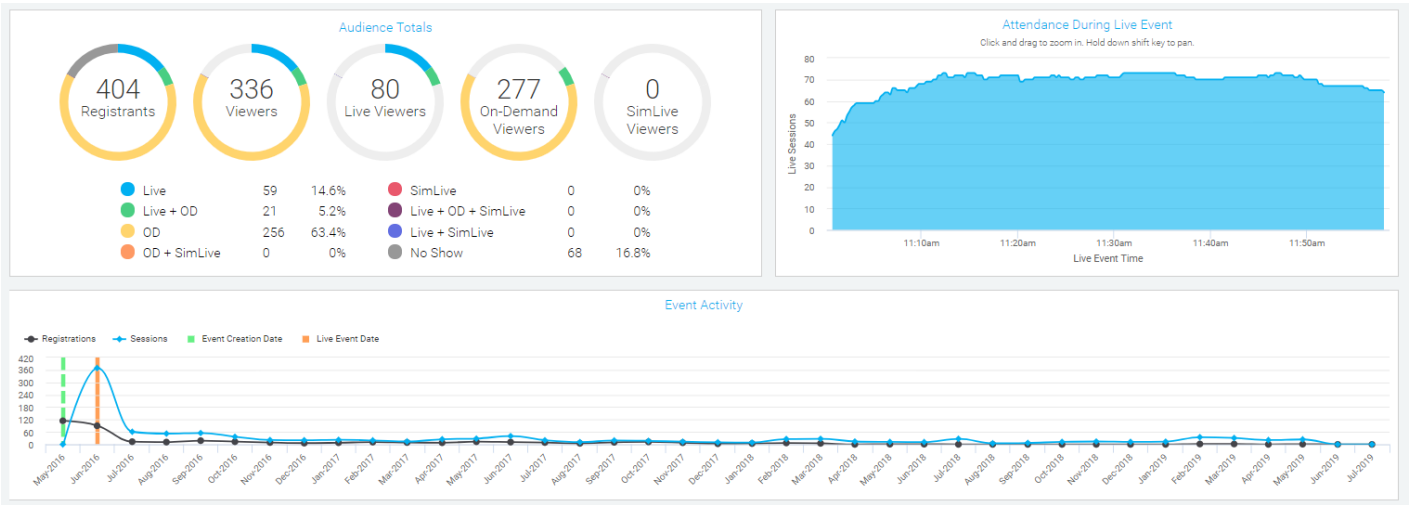 Audience Totals
404
Registrants
336
Viewers
80
Live Viewers
277
On-Demand
Viewers
0
SimLive
Viewers
Live 59 14.6%
Live + OD 21 5.2%
OD 256 63.4%
OD + SimLive 0 0%
SimLive 0 0%
Live + OD + SimLive 0 0%
Live + SimLive 0 0%
No Show 68 16.8%
Attendance During Live Event
Click and drag to zoom in. Hold down shift key to pan.
Live Sessions
80
70
60
50
40
30
20
10
0
11:10am 11:20am 11:30am 11:40am 11:50am
Live Event Time
Event Activity
Registrations Sessions Event Creation Date Live Event Date
420
360
300
240
180
120
60
0
May-2016 Jun-2016 Jul-2016 Aug-2016 Sep-2016 Oct-2016 Nov-2016 Dec-2016 Jan-2017 Feb-2017 Mar-2017 Apr-2017 May-2017 Jun-2017 Jul-2017 Aug-2017 Sep-2017 Oct-2017 Nov-2017 Dec-2017 Jan-2018 Feb-2018 Mar-2018 Apr-2018 May-2018 Jun-2018 Jul-2018 Aug-2018 Sep-2018 Oct-2018 Nov-2018 Dec-2018 Jan-2019 Feb-2019 Mar-2019 Apr-2019 May-2019 Jun-2019 Jul-2019